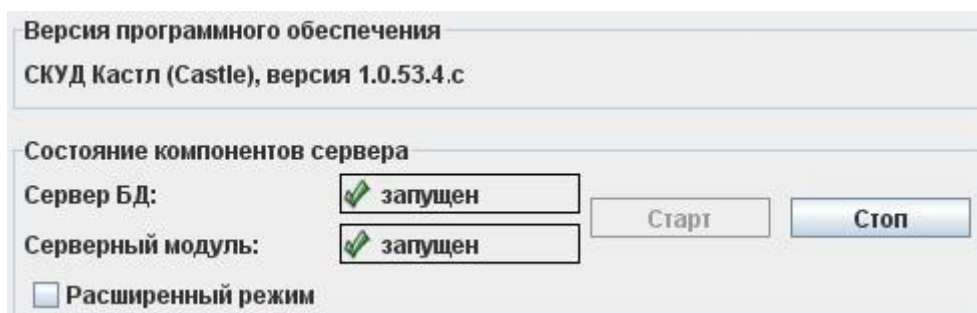 Версия программного обеспечения
СКУД Кастл (Castle), версия 1.0.53.4.c
Состояние компонентов сервера
Сервер БД: запущен
Старт Стоп
Серверный модуль: запущен
Расширенный режим